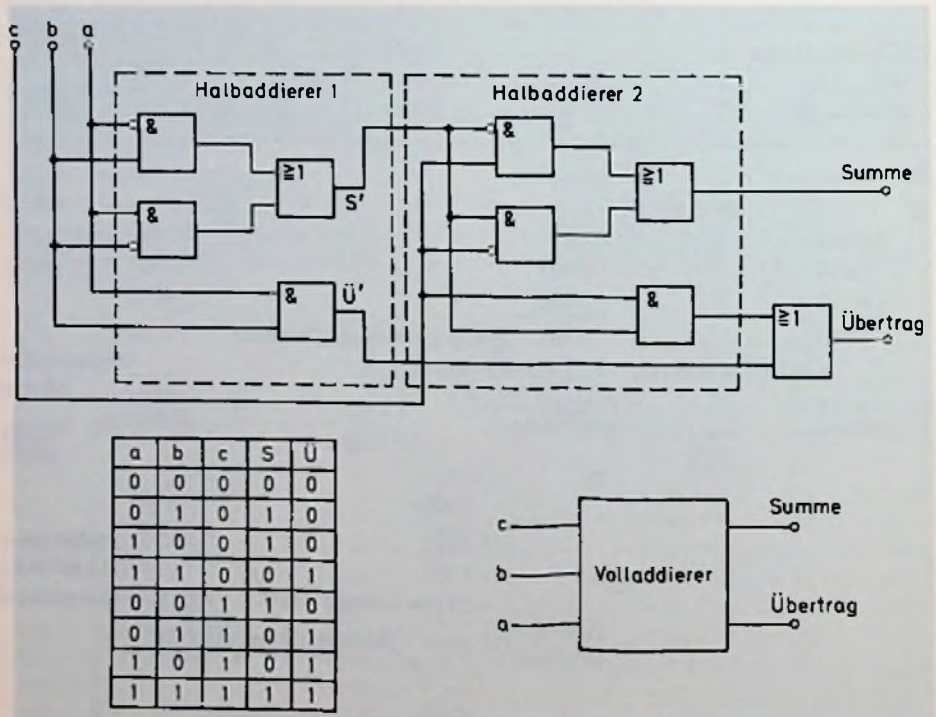 c b a
Halbaddierer 1
Halbaddierer 2
&
≧1
S'
&
&
Ü'
&
≧1
&
&
≧1
Summe
Übertrag
a b c S Ü
0 0 0 0 0
0 1 0 1 0
1 0 0 1 0
1 1 0 0 1
0 0 1 1 0
0 1 1 0 1
1 0 1 0 1
1 1 1 1 1
c
b
a
Volladdierer
Summe
Übertrag